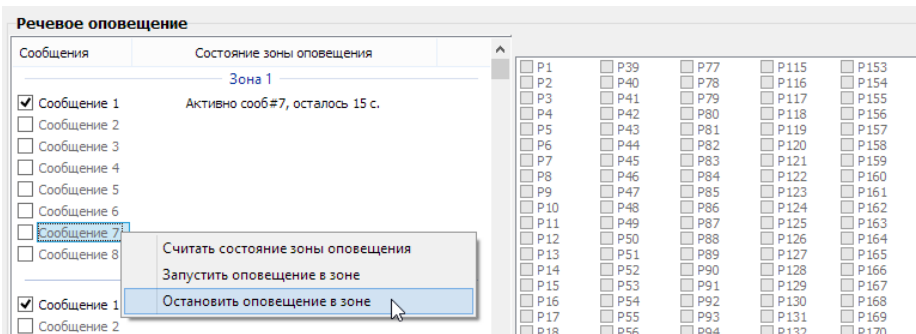 Речевое оповещение
Сообщения Состояние зоны оповещения
Зона 1
Сообщение 1 Активно сооб#7, осталось 15 с.
Сообщение 2
Сообщение 3
Сообщение 4
Сообщение 5
Сообщение 6
Сообщение 7
Сообщение 8
Считать состояние зоны оповещения
Запустить оповещение в зоне
Остановить оповещение в зоне
Сообщение 1
Сообщение 2
P1 P39 P77 P115 P153
P2 P40 P78 P116 P154
P3 P41 P79 P117 P155
P4 P42 P80 P118 P156
P5 P43 P81 P119 P157
P6 P44 P82 P120 P158
P7 P45 P83 P121 P159
P8 P46 P84 P122 P160
P9 P47 P85 P123 P161
P10 P48 P86 P124 P162
P11 P49 P87 P125 P163
P12 P50 P88 P126 P164
P13 P51 P89 P127 P165
P14 P52 P90 P128 P166
P15 P53 P91 P129 P167
P16 P54 P92 P130 P168
P17 P55 P93 P131 P169
P18 P56 P94 P132 P170